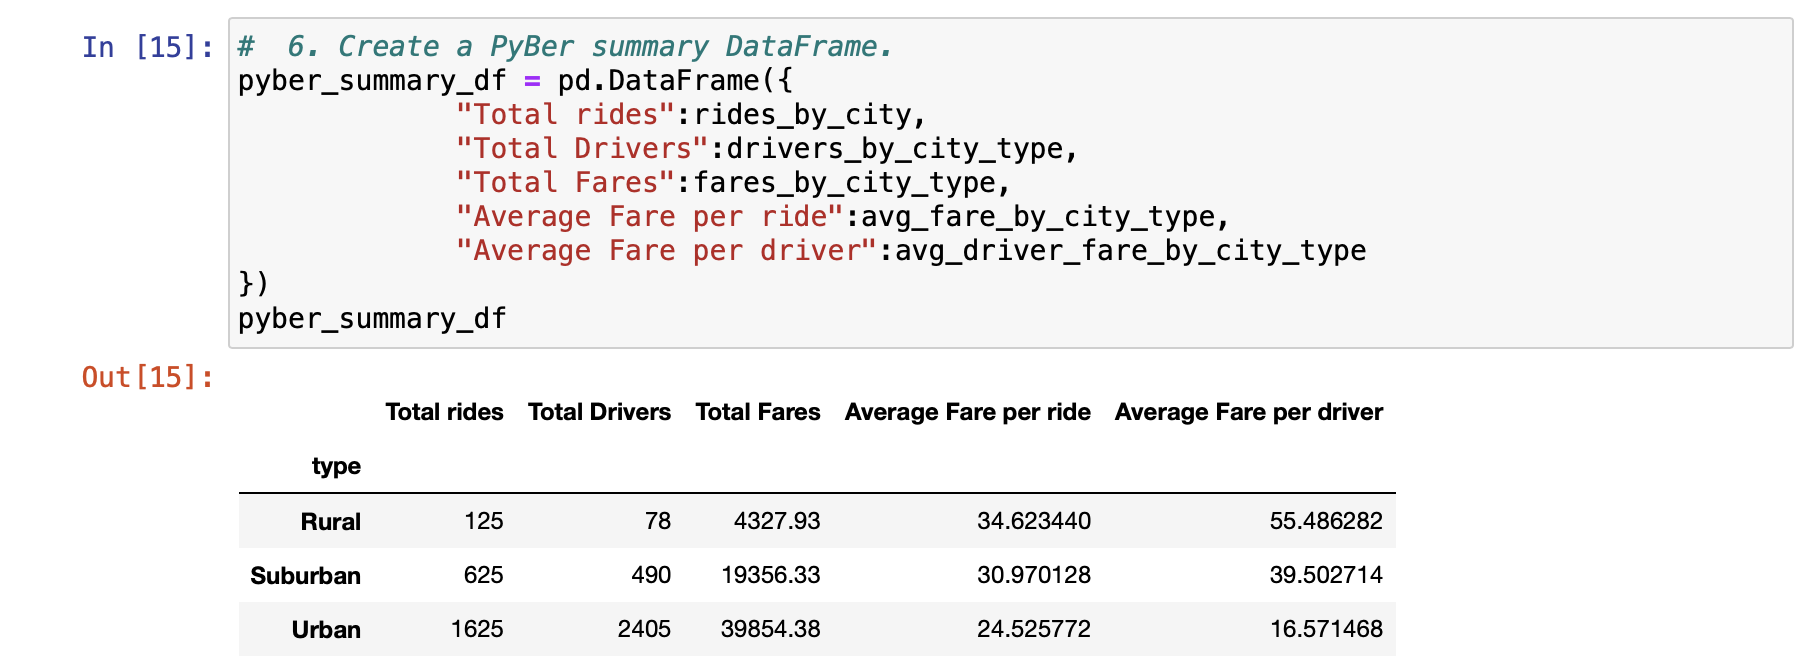 In [15]: #  6. Create a PyBer summary DataFrame.
pyber_summary_df = pd.DataFrame({
             "Total rides":rides_by_city,
             "Total Drivers":drivers_by_city_type,
             "Total Fares":fares_by_city_type,
             "Average Fare per ride":avg_fare_by_city_type,
             "Average Fare per driver":avg_driver_fare_by_city_type
})
pyber_summary_df
Out[15]:
Total rides Total Drivers Total Fares Average Fare per ride Average Fare per driver
type
Rural 125 78 4327.93 34.623440 55.486282
Suburban 625 490 19356.33 30.970128 39.502714
Urban 1625 2405 39854.38 24.525772 16.571468